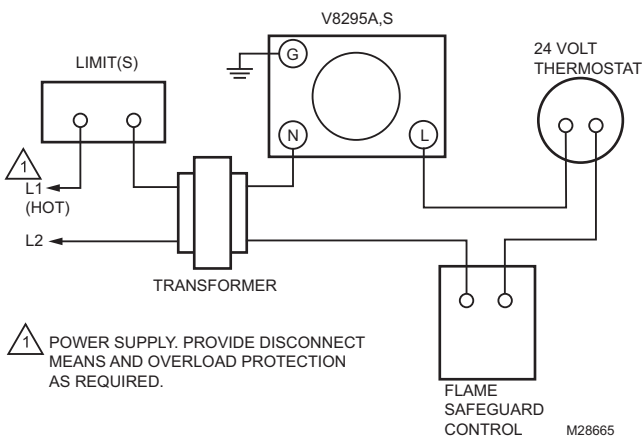 V8295A,S
LIMIT(S)
24 VOLT
THERMOSTAT
G
N
L
1
L1
(HOT)
L2
TRANSFORMER
1
POWER SUPPLY. PROVIDE DISCONNECT
MEANS AND OVERLOAD PROTECTION
AS REQUIRED.
FLAME
SAFEGUARD
CONTROL
M28665